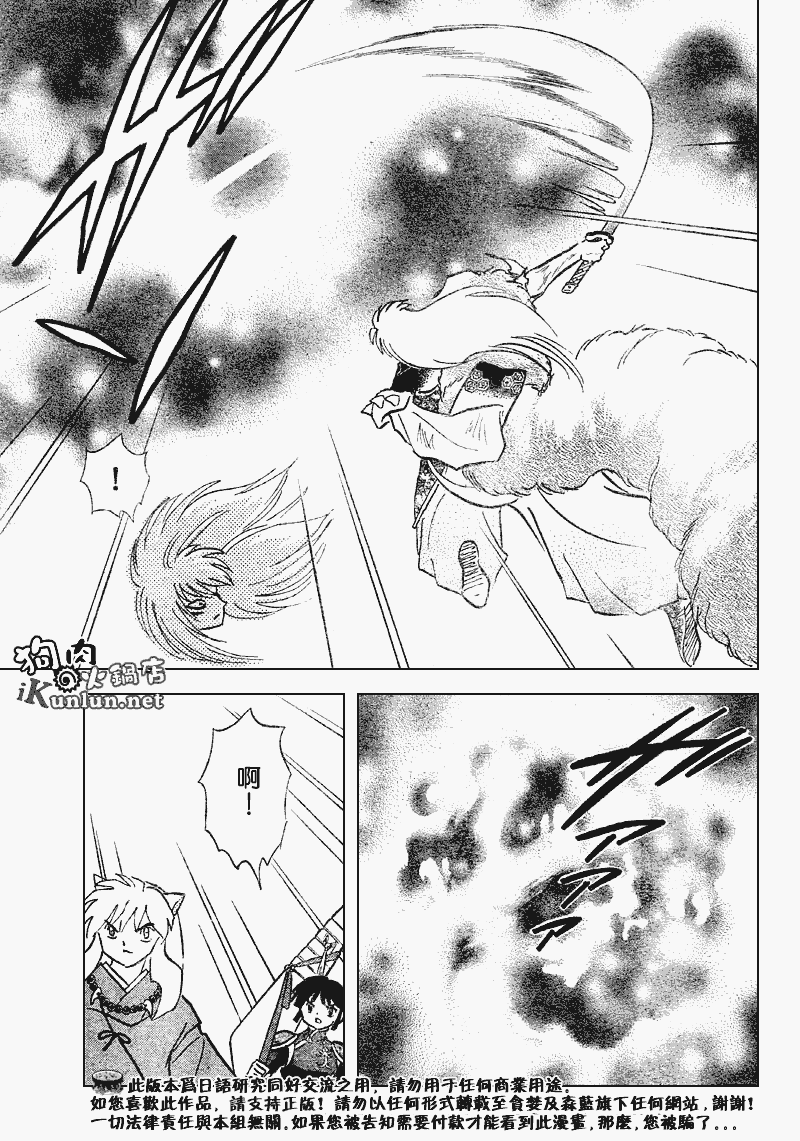 !
狗肉
火鍋店
iKunlun.net
啊!
アアア
此版本爲日語研究同好交流之用，請勿用于任何商業用途。
如您喜歡此作品，請支持正版！請勿以任何形式轉載至貪婪及森藍旗下任何網站，謝謝！
一切法律責任與本組無關。如果您被告知需要付款才能看到此漫畫，那麽，您被騙了...